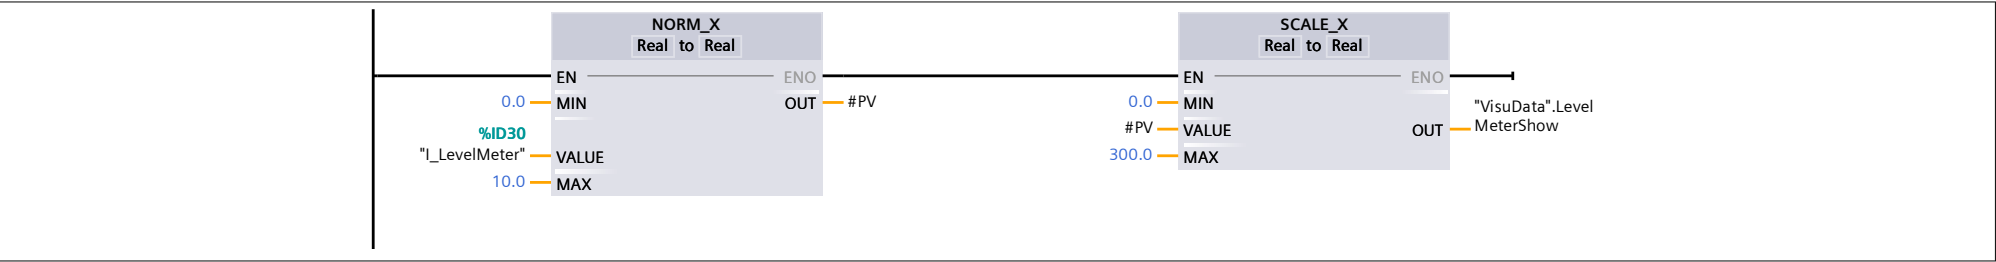 NORM_X
Real to Real
EN ENO
0.0 MIN OUT #PV
%ID30
"I_LevelMeter" VALUE
10.0 MAX
SCALE_X
Real to Real
EN ENO
0.0 MIN
#PV VALUE OUT "VisuData".Level
MeterShow
300.0 MAX